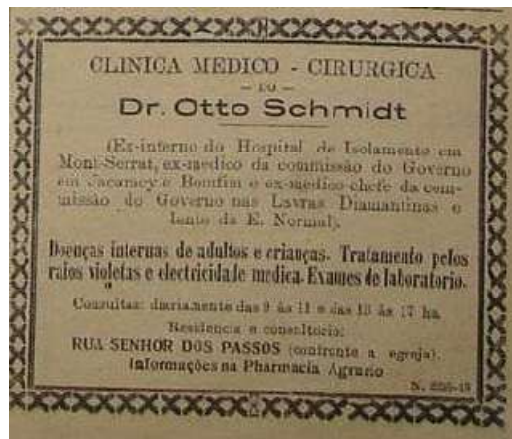 CLINICA MEDICO - CIRURGICA
— DO —
Dr. Otto Schmidt
(Ex-interno do Hospital de Isolamento em
Mont-Serrat, ex-medico da commissão do Governo
em Jacaracy e Bomfim e ex-medico-chefe da com-
missão do Governo nas Lavras Diamantinas e
lente da E. Normal).
Doenças internas de adultos e crianças. Tratamento pelos
raios violetas e electricidade medica. Exames de laboratorio.
Consultas: diariamente das 9 ás 11 e das 13 ás 17 hs.
Residencia e consultorio:
RUA SENHOR DOS PASSOS (confronte a egreja).
Informações na Pharmacia Agrario